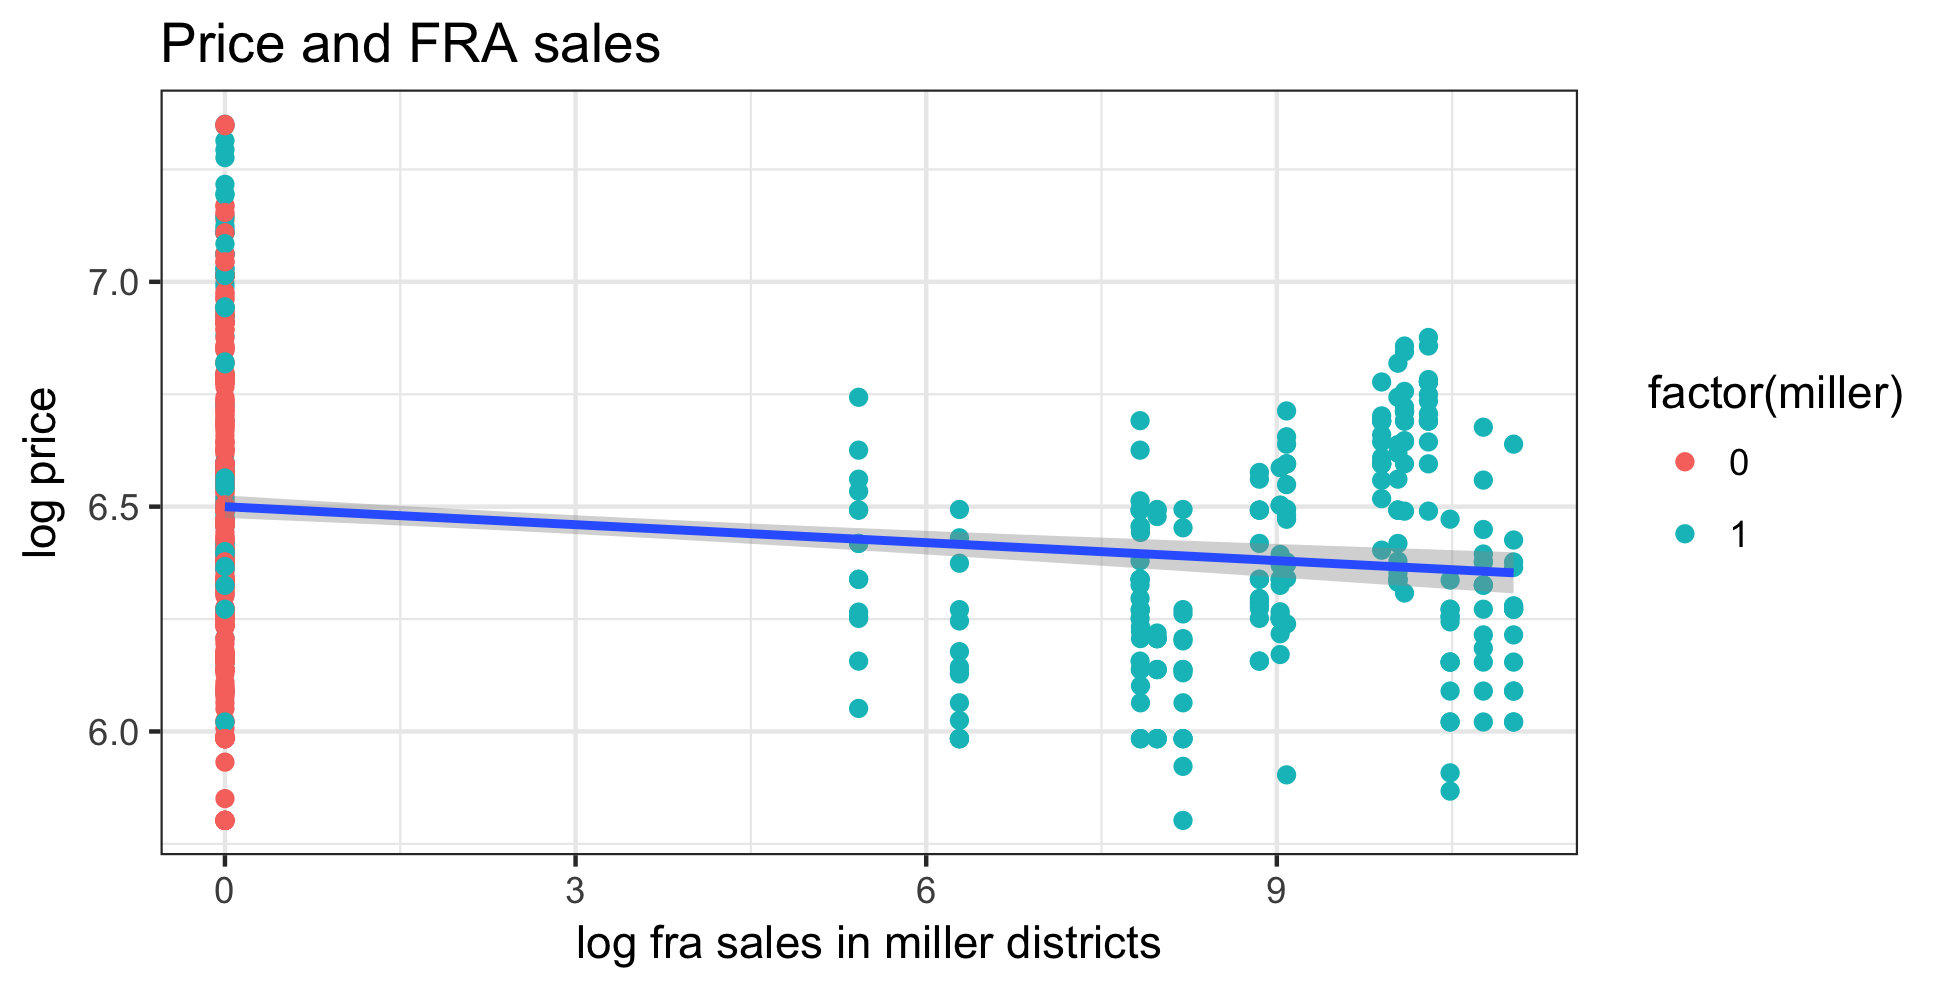 Price and FRA sales
7.0
6.5
6.0
log price
0
3
6
9
log fra sales in miller districts
factor(miller)
0
1